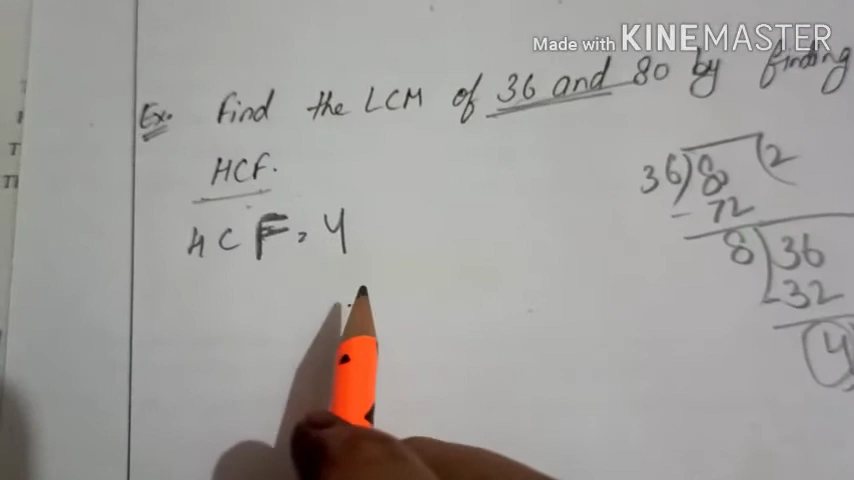 Made with KINEMASTER
Ex. Find the LCM of 36 and 80 by finding
HCF.
HCF = 4
36) 80 (2
- 72
8 36
- 32
4